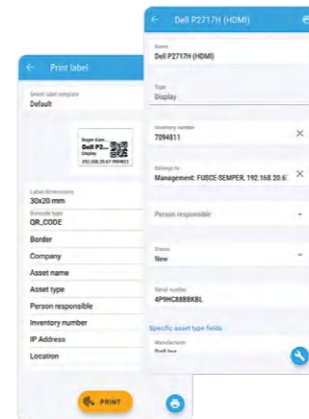 Print label
Select label template
Default
Dell P2...
Display
192.168.20.67 7094811
Label dimensions
30x20 mm
Barcode type
QR_CODE
Border
Company
Asset name
Asset type
Person responsible
Inventory number
IP Address
Location
PRINT
Dell P2717H (HDMI)
Name
Dell P2717H (HDMI)
Type
Display
Inventory number
7094811
Belongs to
Management: FUSCE-SEMPER, 192.168.20.6
Person responsible
Status
New
Serial number
Specific asset type fields
Manufacturer
Dell Inc